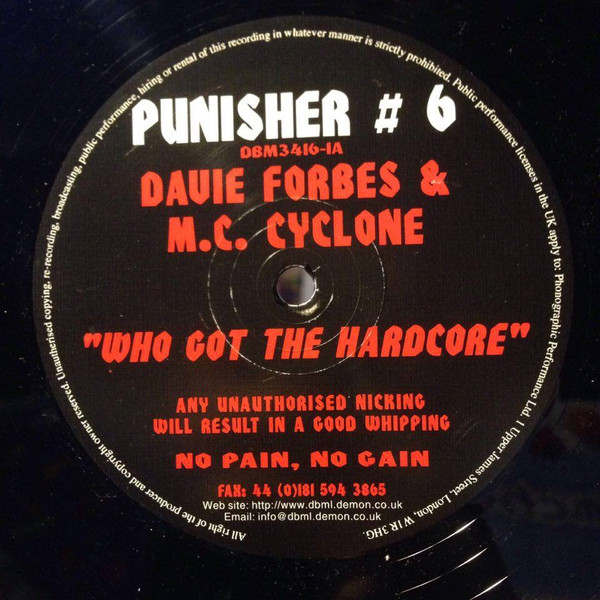 PUNISHER # 6
DBM3416-1A
DAVIE FORBES &
M.C. CYCLONE
"WHO GOT THE HARDCORE"
ANY UNAUTHORISED NICKING
WILL RESULT IN A GOOD WHIPPING
NO PAIN, NO GAIN
FAX: 44 (0)181 594 3865
Web site: http://www.dbml.demon.co.uk
Email: info@dbml.demon.co.uk
All right of the producer and copyright owner reserved. Unauthorised copying, re-recording, broadcasting, public performance, hiring or rental of this recording in whatever manner is strictly prohibited. Public performance licenses in the UK apply to: Phonographic Performance Ltd. 1 Upper James Street, London, W1R 3HG.